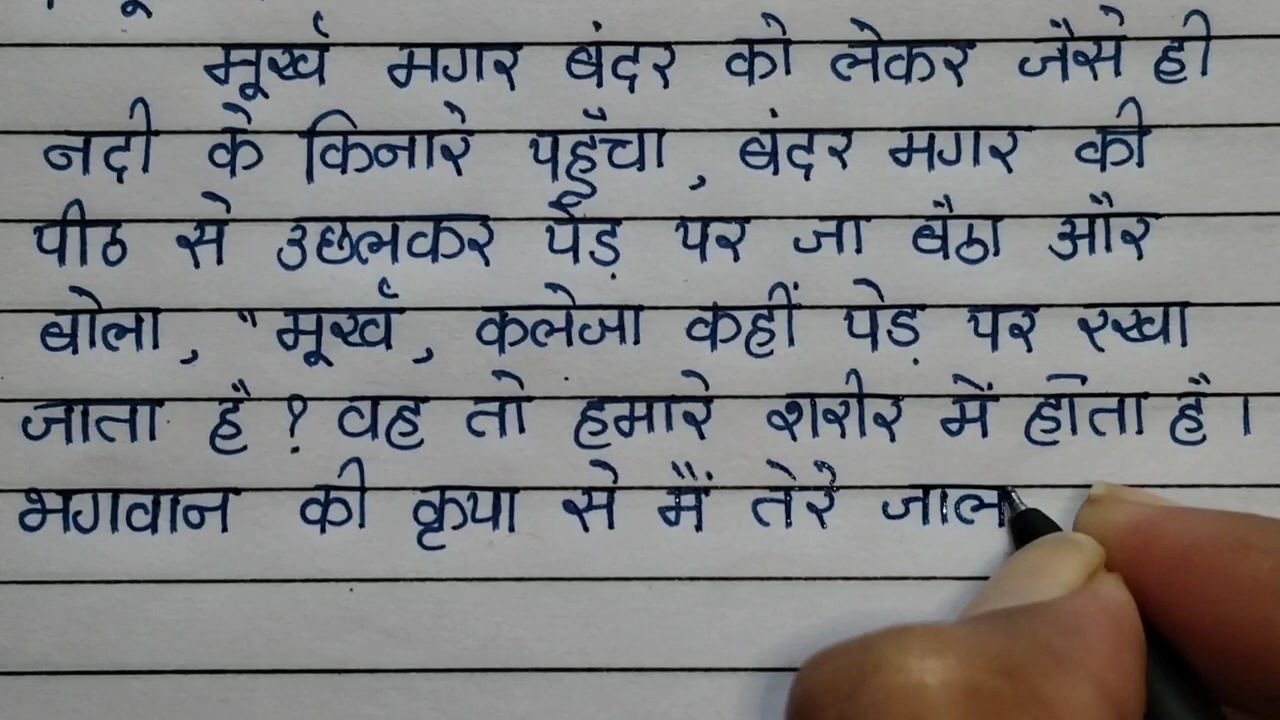 मूर्ख मगर बंदर को लेकर जैसे ही
नदी के किनारे पहुँचा, बंदर मगर की
पीठ से उछलकर पेड़ पर जा बैठा और
बोला, "मूर्ख, कलेजा कहीं पेड़ पर रखा
जाता है? वह तो हमारे शरीर में होता है।
भगवान की कृपा से मैं तेरे जाल